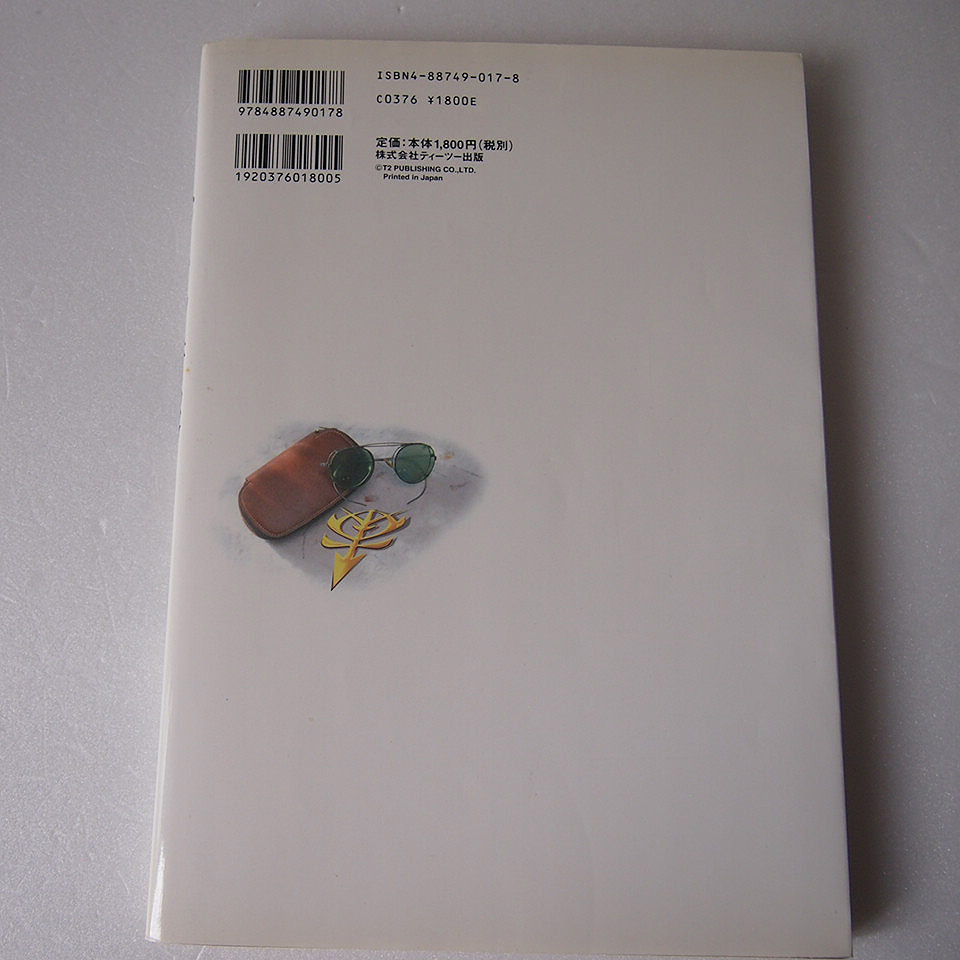 ISBN4-88749-017-8
9784887490178
C0376 ¥1800E
定価：本体1,800円（税別）
株式会社ティーツー出版
1920376018005
©T2 PUBLISHING CO.,LTD.
Printed in Japan